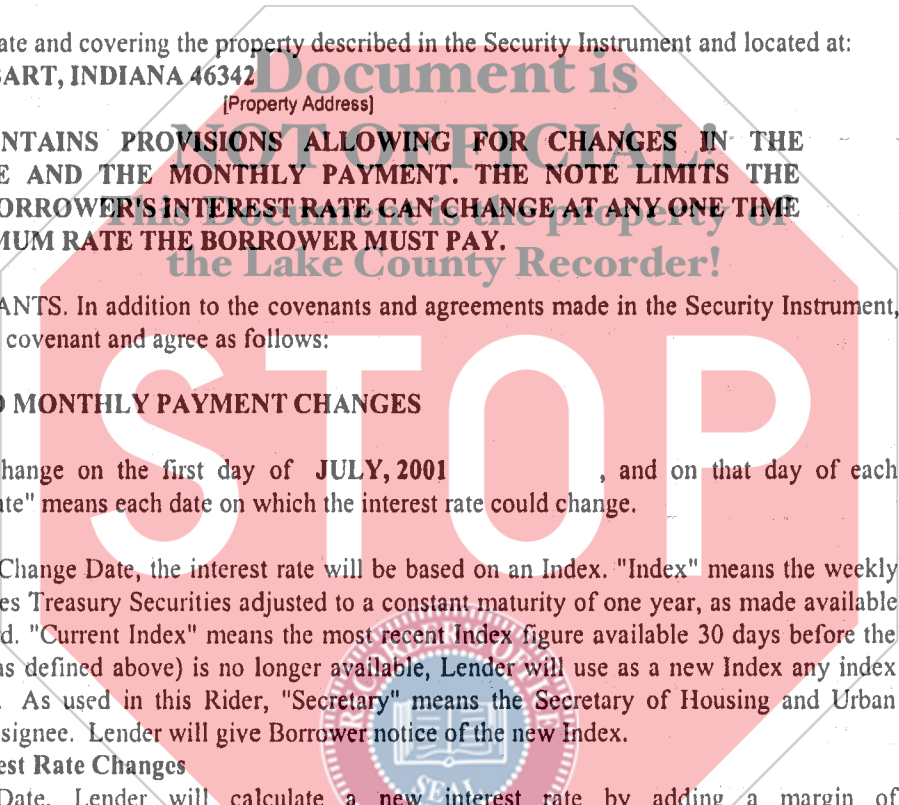 ate and covering the property described in the Security Instrument and located at:
BART, INDIANA 46342
Document is
[Property Address]
NTAINS PROVISIONS ALLOWING FOR CHANGES IN THE
NOT OFFICIAL!
E AND THE MONTHLY PAYMENT. THE NOTE LIMITS THE
ORROWER'S INTEREST RATE CAN CHANGE AT ANY ONE TIME
This Document is the property of
MUM RATE THE BORROWER MUST PAY.
the Lake County Recorder!
ANTS. In addition to the covenants and agreements made in the Security Instrument,
covenant and agree as follows:
STOP
D MONTHLY PAYMENT CHANGES
hange on the first day of JULY, 2001 , and on that day of each
ate" means each date on which the interest rate could change.
Change Date, the interest rate will be based on an Index. "Index" means the weekly
es Treasury Securities adjusted to a constant maturity of one year, as made available
rd. "Current Index" means the most recent Index figure available 30 days before the
as defined above) is no longer available, Lender will use as a new Index any index
. As used in this Rider, "Secretary" means the Secretary of Housing and Urban
signee. Lender will give Borrower notice of the new Index.
est Rate Changes
Date, Lender will calculate a new interest rate by adding a margin of
RECORDER OF
SEAL